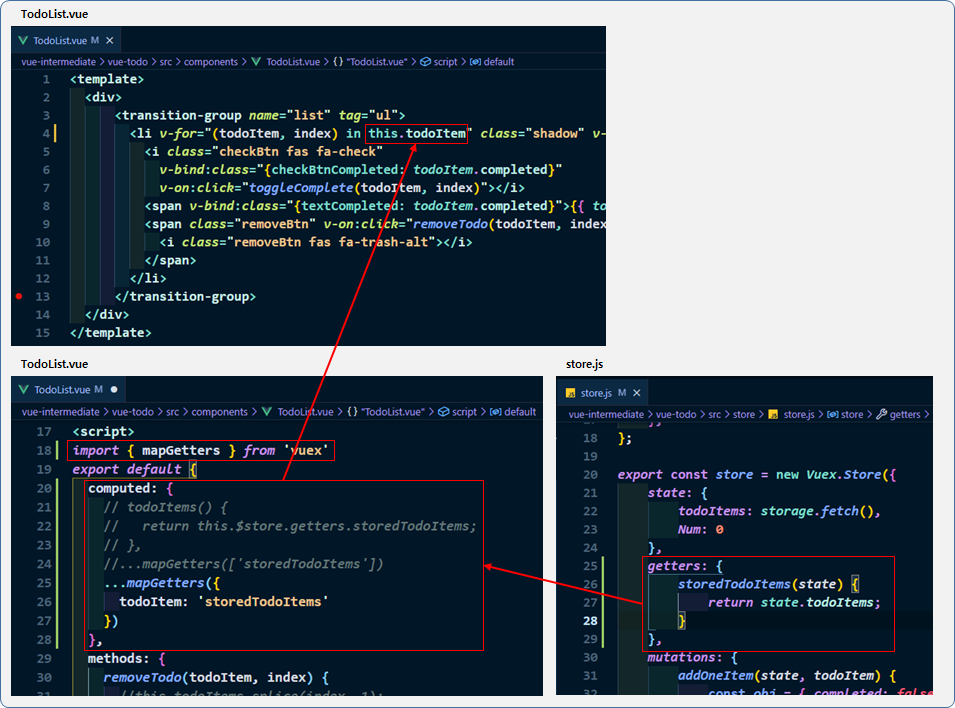 TodoList.vue
TodoList.vue M ×
vue-intermediate > vue-todo > src > components > TodoList.vue > {} "TodoList.vue" > script > default
1 <template>
2 <div>
3 <transition-group name="list" tag="ul">
4 <li v-for="(todoItem, index) in this.todoItem" class="shadow" v-
5 <i class="checkBtn fas fa-check"
6 v-bind:class="{checkBtnCompleted: todoItem.completed}"
7 v-on:click="toggleComplete(todoItem, index)"></i>
8 <span v-bind:class="{textCompleted: todoItem.completed}">{{ to
9 <span class="removeBtn" v-on:click="removeTodo(todoItem, index
10 <i class="removeBtn fas fa-trash-alt"></i>
11 </span>
12 </li>
13 </transition-group>
14 </div>
15 </template>
TodoList.vue
TodoList.vue M ●
vue-intermediate > vue-todo > src > components > TodoList.vue > {} "TodoList.vue" > script > default
17 <script>
18 import { mapGetters } from 'vuex'
19 export default {
20 computed: {
21 // todoItems() {
22 // return this.$store.getters.storedTodoItems;
23 // },
24 //...mapGetters(['storedTodoItems'])
25 ...mapGetters({
26 todoItem: 'storedTodoItems'
27 })
28 },
29 methods: {
30 removeTodo(todoItem, index) {
31 //this.todoItems.splice(index, 1);
store.js
store.js M ×
vue-intermediate > vue-todo > src > store > store.js > store > getters >
18 };
19
20 export const store = new Vuex.Store({
21 state: {
22 todoItems: storage.fetch(),
23 Num: 0
24 },
25 getters: {
26 storedTodoItems(state) {
27 return state.todoItems;
28 }
29 },
30 mutations: {
31 addOneItem(state, todoItem) {
32 const obj = { completed: false